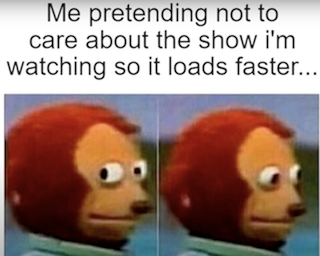 Me pretending not to
care about the show i'm
watching so it loads faster...